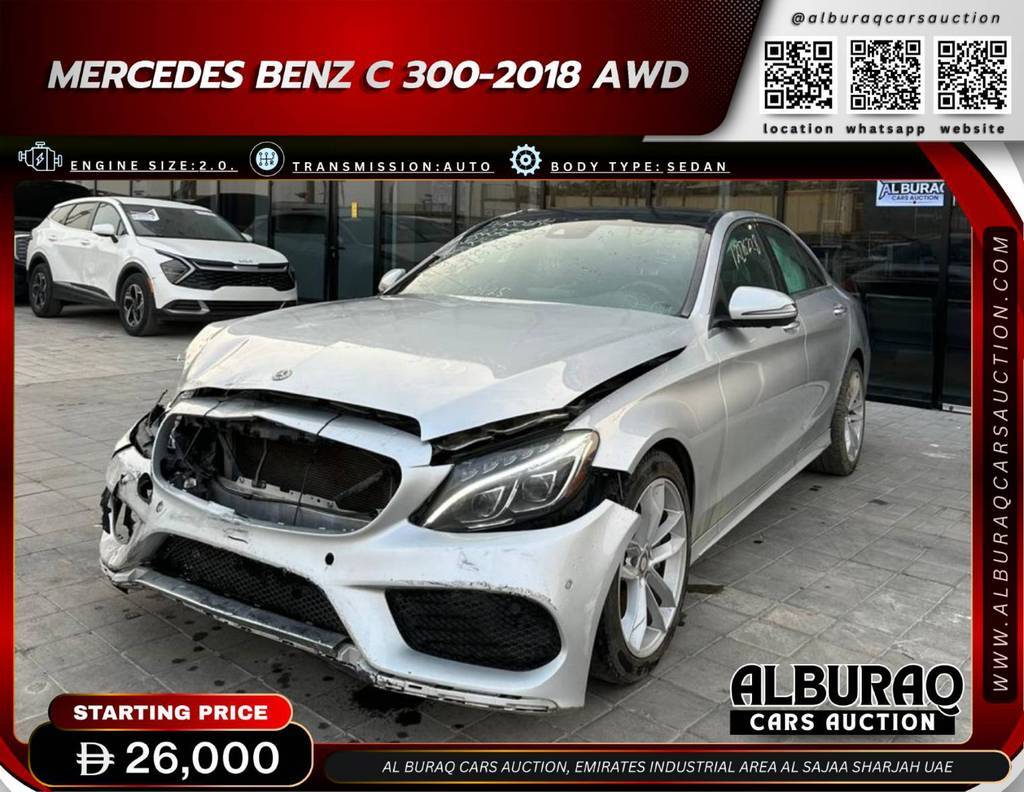 @alburaqcarsauction
MERCEDES BENZ C 300-2018 AWD
location whatsapp website
ENGINE SIZE:2.0. TRANSMISSION:AUTO BODY TYPE: SEDAN
AL BURAQ
CARS AUCTION
WWW.ALBURAQCARSAUCTION.COM
ALBURAQ
CARS AUCTION
STARTING PRICE
26,000
AL BURAQ CARS AUCTION, EMIRATES INDUSTRIAL AREA AL SAJAA SHARJAH UAE